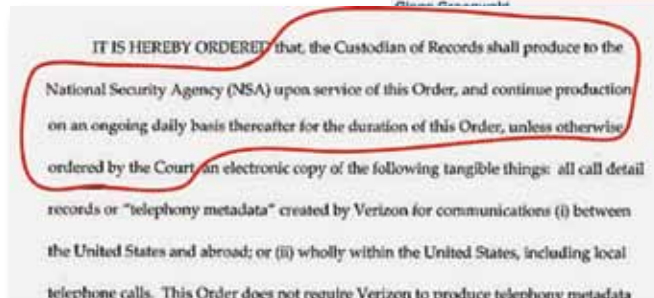 Glenn Greenwald
IT IS HEREBY ORDERED that, the Custodian of Records shall produce to the
National Security Agency (NSA) upon service of this Order, and continue production
on an ongoing daily basis thereafter for the duration of this Order, unless otherwise
ordered by the Court, an electronic copy of the following tangible things: all call detail
records or "telephony metadata" created by Verizon for communications (i) between
the United States and abroad; or (ii) wholly within the United States, including local
telephone calls. This Order does not require Verizon to produce telephony metadata